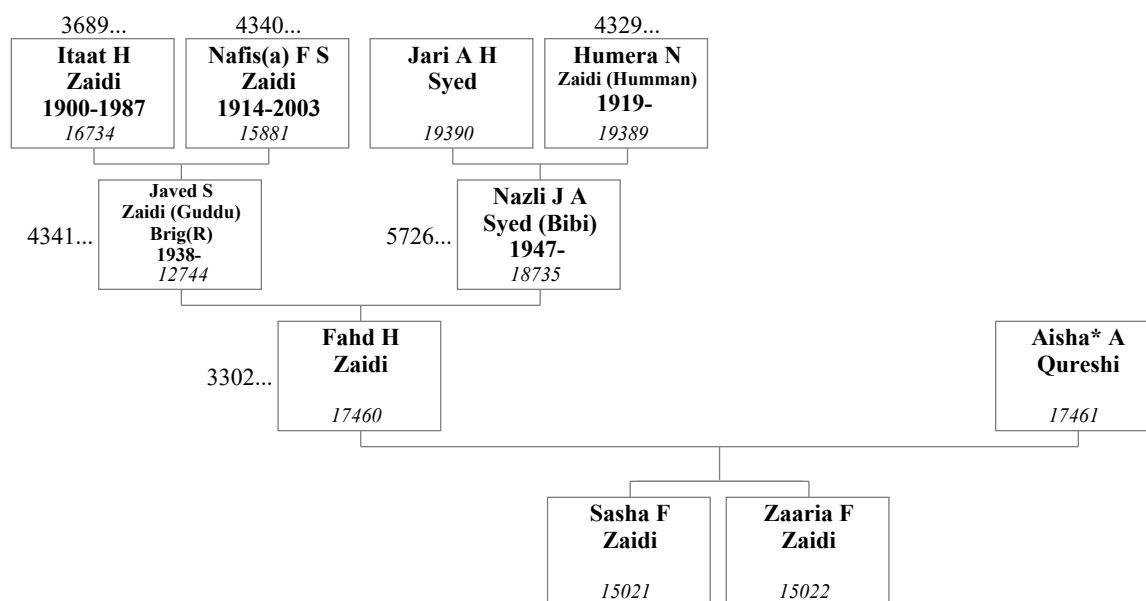 3689...
4340...
4329...
Itaat H
Zaidi
1900-1987
16734
Nafis(a) F S
Zaidi
1914-2003
15881
Jari A H
Syed
19390
Humera N
Zaidi (Humman)
1919-
19389
4341...
Javed S
Zaidi (Guddu)
Brig(R)
1938-
12744
5726...
Nazli J A
Syed (Bibi)
1947-
18735
3302...
Fahd H
Zaidi
17460
Aisha* A
Qureshi
17461
Sasha F
Zaidi
15021
Zaaria F
Zaidi
15022